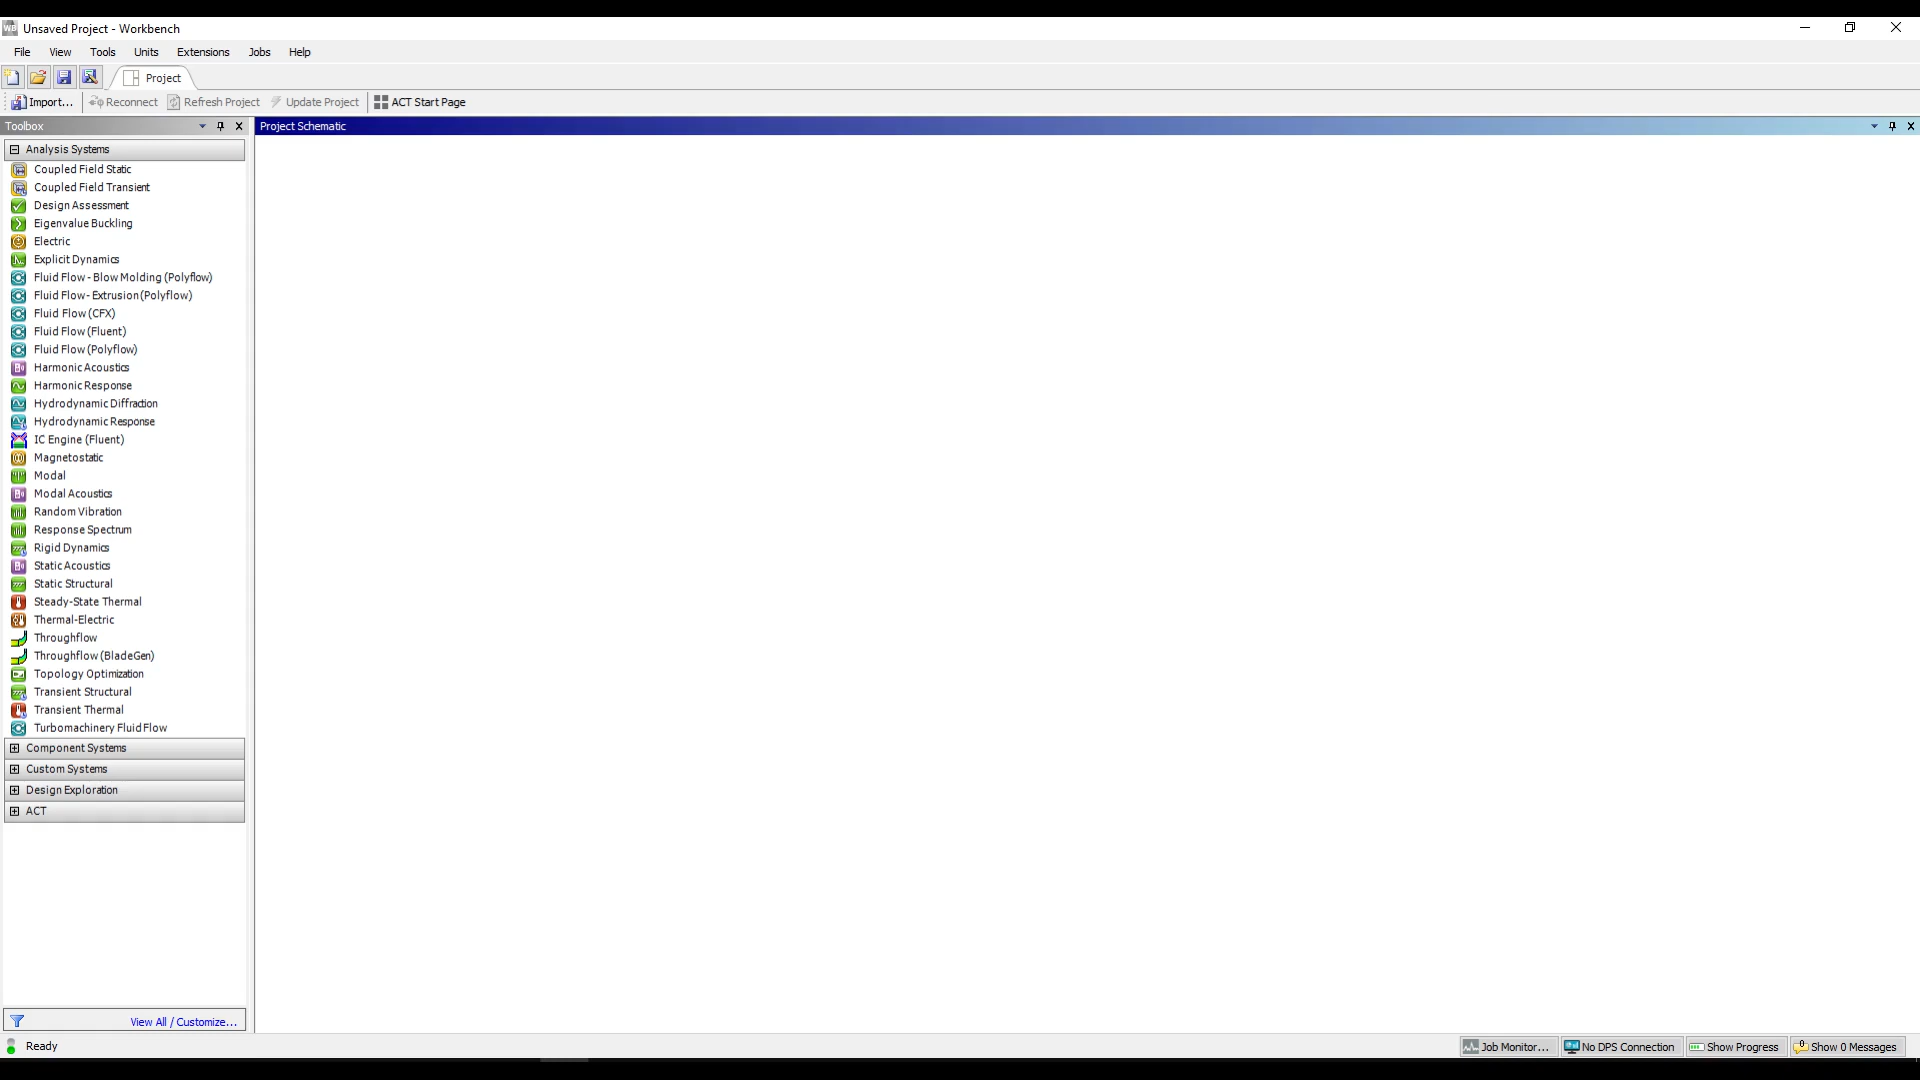 Unsaved Project - Workbench
File View Tools Units Extensions Jobs Help
Project
Import... Reconnect Refresh Project Update Project ACT Start Page
Toolbox
Project Schematic
Analysis Systems
Coupled Field Static
Coupled Field Transient
Design Assessment
Eigenvalue Buckling
Electric
Explicit Dynamics
Fluid Flow - Blow Molding (Polyflow)
Fluid Flow - Extrusion (Polyflow)
Fluid Flow (CFX)
Fluid Flow (Fluent)
Fluid Flow (Polyflow)
Harmonic Acoustics
Harmonic Response
Hydrodynamic Diffraction
Hydrodynamic Response
IC Engine (Fluent)
Magnetostatic
Modal
Modal Acoustics
Random Vibration
Response Spectrum
Rigid Dynamics
Static Acoustics
Static Structural
Steady-State Thermal
Thermal-Electric
Throughflow
Throughflow (BladeGen)
Topology Optimization
Transient Structural
Transient Thermal
Turbomachinery Fluid Flow
Component Systems
Custom Systems
Design Exploration
ACT
View All / Customize...
Ready
Job Monitor... No DPS Connection Show Progress Show 0 Messages